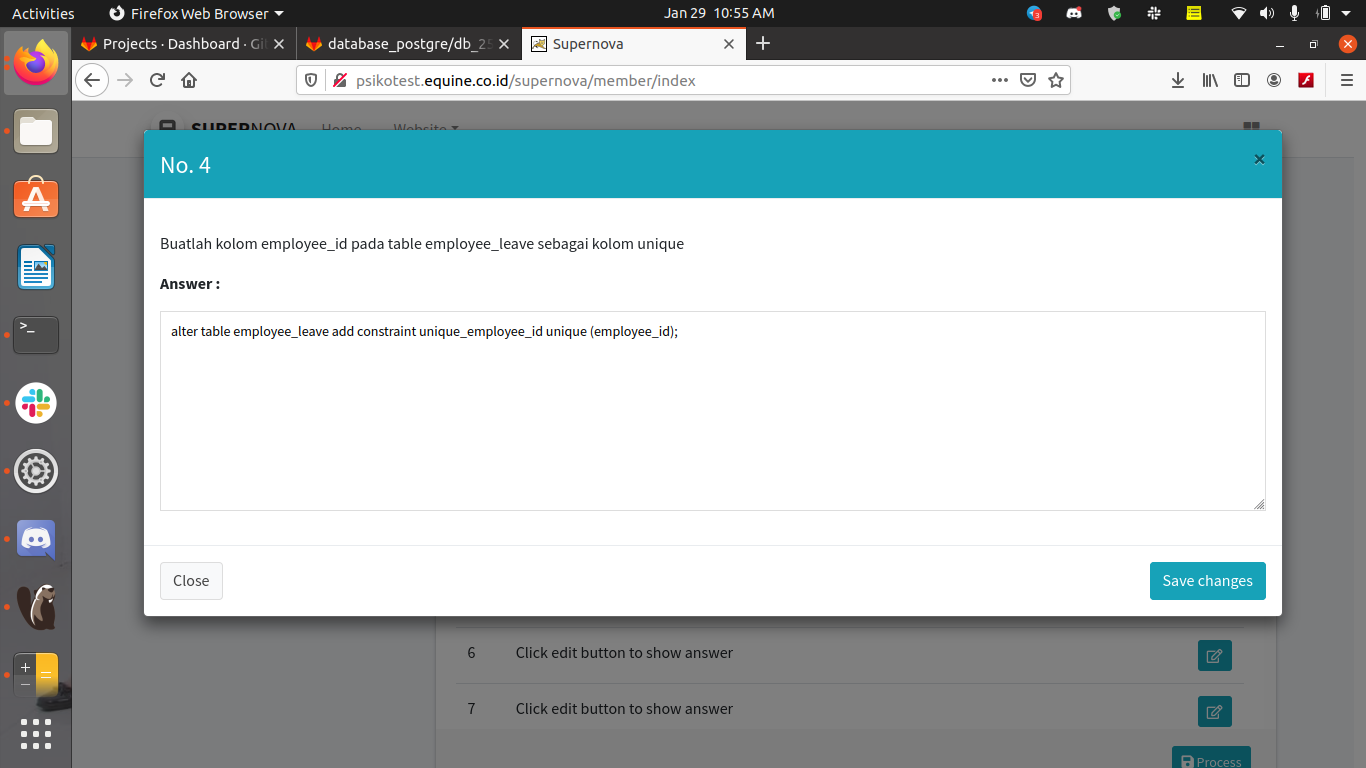 Activities
Firefox Web Browser
Jan 29 10:55 AM
3
Projects · Dashboard · Gi
database_postgre/db_25
Supernova
psikotest.equine.co.id/supernova/member/index
SUPERNOVA
Home
Website
No. 4
×
Buatlah kolom employee_id pada table employee_leave sebagai kolom unique
Answer :
alter table employee_leave add constraint unique_employee_id unique (employee_id);
Close
Save changes
6 Click edit button to show answer
7 Click edit button to show answer
Process